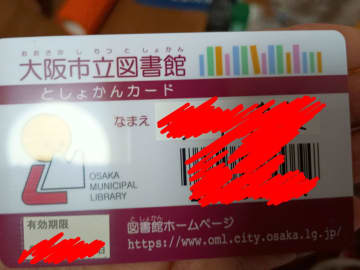 おおさか しりつ としょかん
大阪市立図書館
としょかんカード
なまえ
OSAKA
MUNICIPAL
LIBRARY
有効期限
としょかん
図書館ホームページ
https://www.oml.city.osaka.lg.jp/